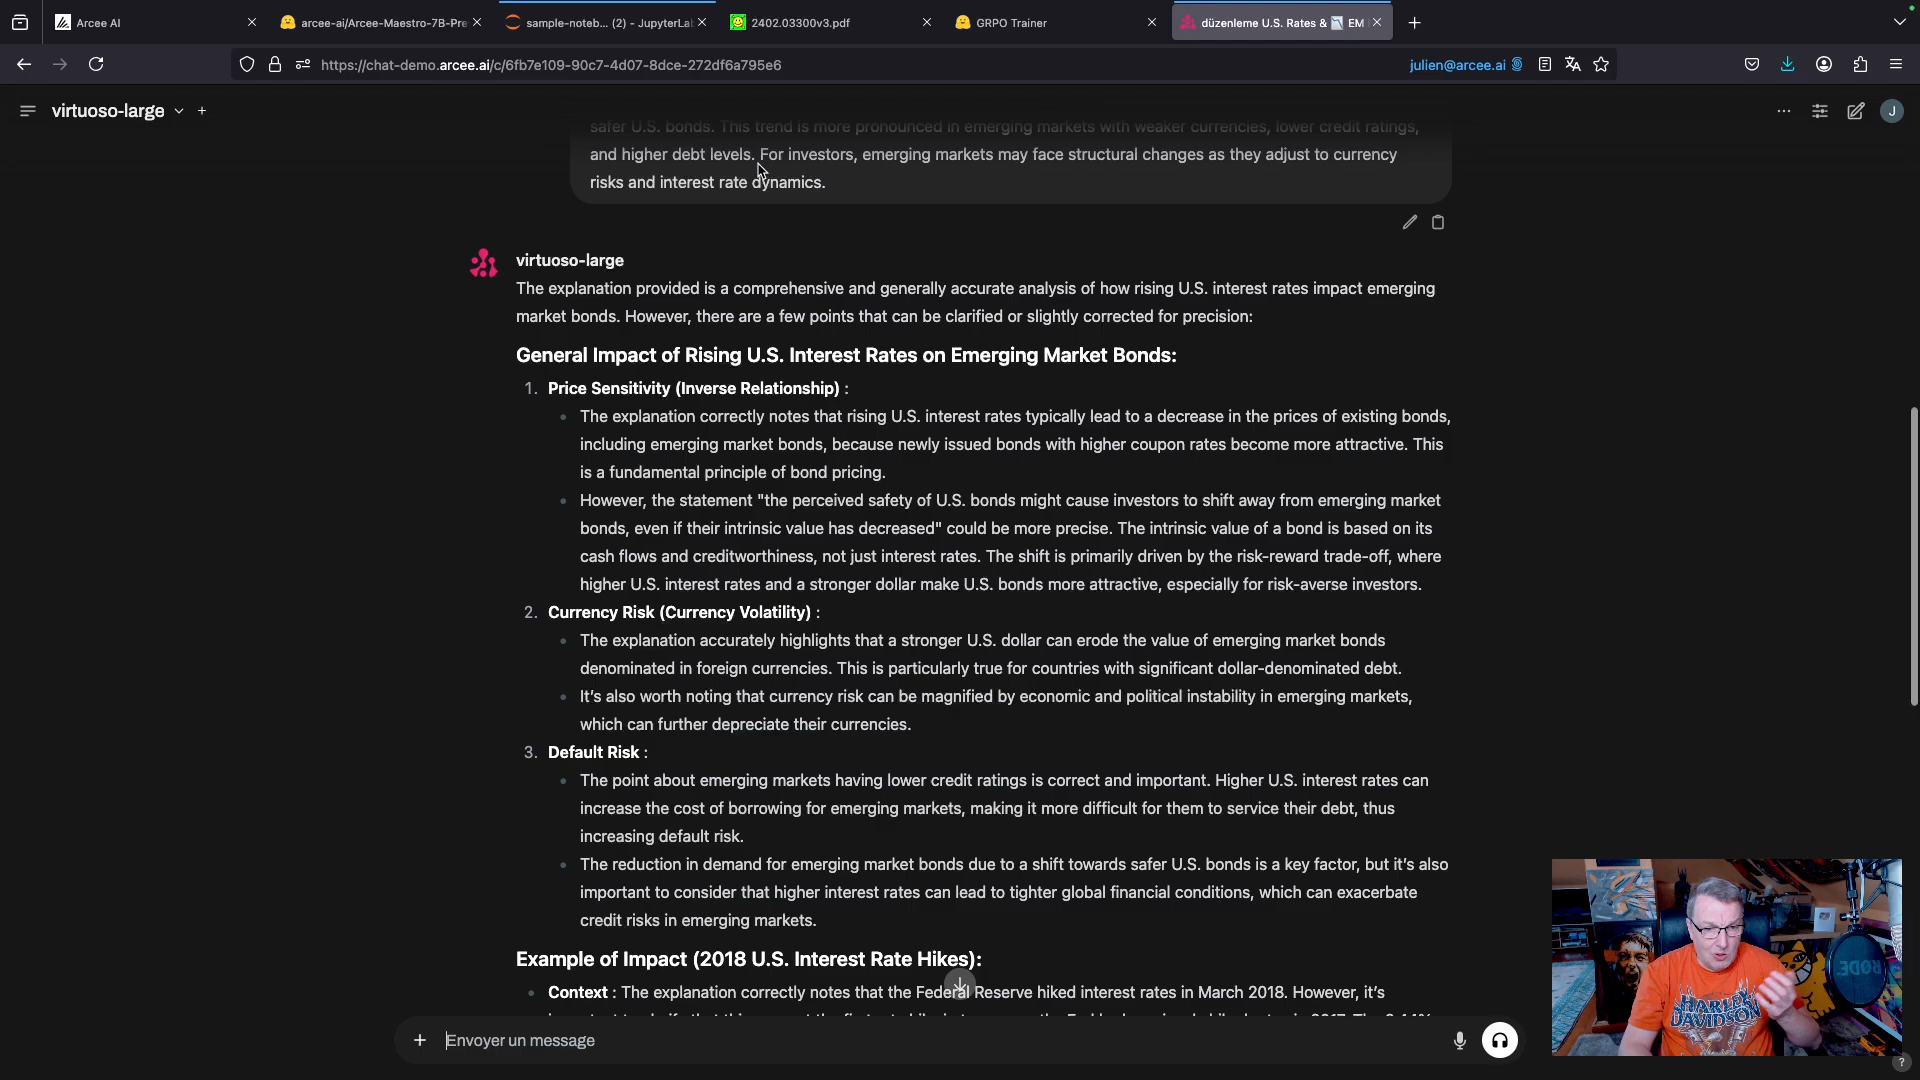 Arcee AI
arcee-ai/Arcee-Maestro-7B-Pre
sample-noteb... (2) - JupyterLa
2402.03300v3.pdf
GRPO Trainer
düzenleme U.S. Rates & 📉 EM
https://chat-demo.arcee.ai/c/6fb7e109-90c7-4d07-8dce-272df6a795e6
julien@arcee.ai
virtuoso-large
J
safer U.S. bonds. This trend is more pronounced in emerging markets with weaker currencies, lower credit ratings,
and higher debt levels. For investors, emerging markets may face structural changes as they adjust to currency
risks and interest rate dynamics.
virtuoso-large
The explanation provided is a comprehensive and generally accurate analysis of how rising U.S. interest rates impact emerging
market bonds. However, there are a few points that can be clarified or slightly corrected for precision:
General Impact of Rising U.S. Interest Rates on Emerging Market Bonds:
1. Price Sensitivity (Inverse Relationship) :
• The explanation correctly notes that rising U.S. interest rates typically lead to a decrease in the prices of existing bonds,
including emerging market bonds, because newly issued bonds with higher coupon rates become more attractive. This
is a fundamental principle of bond pricing.
• However, the statement "the perceived safety of U.S. bonds might cause investors to shift away from emerging market
bonds, even if their intrinsic value has decreased" could be more precise. The intrinsic value of a bond is based on its
cash flows and creditworthiness, not just interest rates. The shift is primarily driven by the risk-reward trade-off, where
higher U.S. interest rates and a stronger dollar make U.S. bonds more attractive, especially for risk-averse investors.
2. Currency Risk (Currency Volatility) :
• The explanation accurately highlights that a stronger U.S. dollar can erode the value of emerging market bonds
denominated in foreign currencies. This is particularly true for countries with significant dollar-denominated debt.
• It's also worth noting that currency risk can be magnified by economic and political instability in emerging markets,
which can further depreciate their currencies.
3. Default Risk :
• The point about emerging markets having lower credit ratings is correct and important. Higher U.S. interest rates can
increase the cost of borrowing for emerging markets, making it more difficult for them to service their debt, thus
increasing default risk.
• The reduction in demand for emerging market bonds due to a shift towards safer U.S. bonds is a key factor, but it's also
important to consider that higher interest rates can lead to tighter global financial conditions, which can exacerbate
credit risks in emerging markets.
Example of Impact (2018 U.S. Interest Rate Hikes):
• Context : The explanation correctly notes that the Federal Reserve hiked interest rates in March 2018. However, it's
Envoyer un message
RØDE
HARLEY
DAVIDSON
?